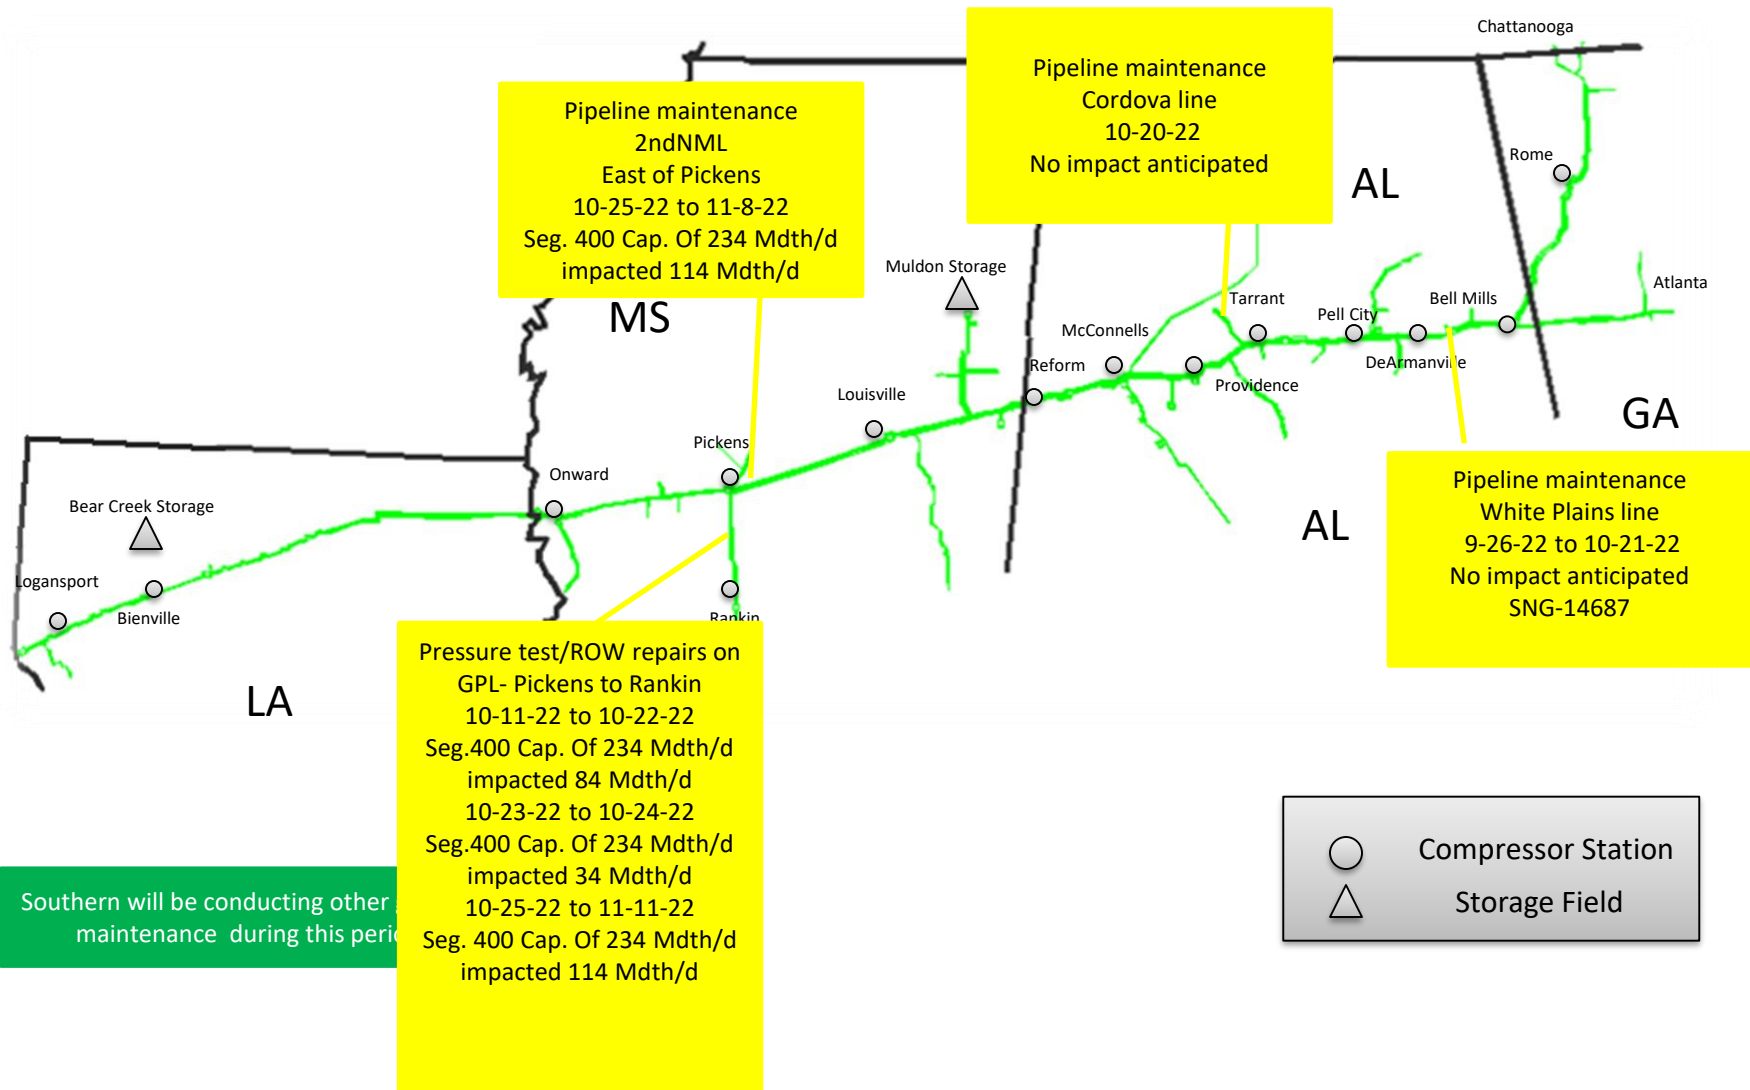 Chattanooga
Pipeline maintenance
Cordova line
10-20-22
No impact anticipated
Pipeline maintenance
2ndNML
East of Pickens
10-25-22 to 11-8-22
Seg. 400 Cap. Of 234 Mdth/d
impacted 114 Mdth/d
Rome
AL
Muldon Storage
Atlanta
Bell Mills
Tarrant
Pell City
MS
McConnells
Reform
DeArmanville
Providence
Louisville
GA
Pickens
Onward
Pipeline maintenance
White Plains line
9-26-22 to 10-21-22
No impact anticipated
SNG-14687
Bear Creek Storage
AL
Logansport
Bienville
Rankin
Pressure test/ROW repairs on
GPL- Pickens to Rankin
10-11-22 to 10-22-22
Seg.400 Cap. Of 234 Mdth/d
impacted 84 Mdth/d
10-23-22 to 10-24-22
Seg.400 Cap. Of 234 Mdth/d
impacted 34 Mdth/d
10-25-22 to 11-11-22
Seg. 400 Cap. Of 234 Mdth/d
impacted 114 Mdth/d
LA
Compressor Station
Storage Field
Southern will be conducting other
maintenance during this